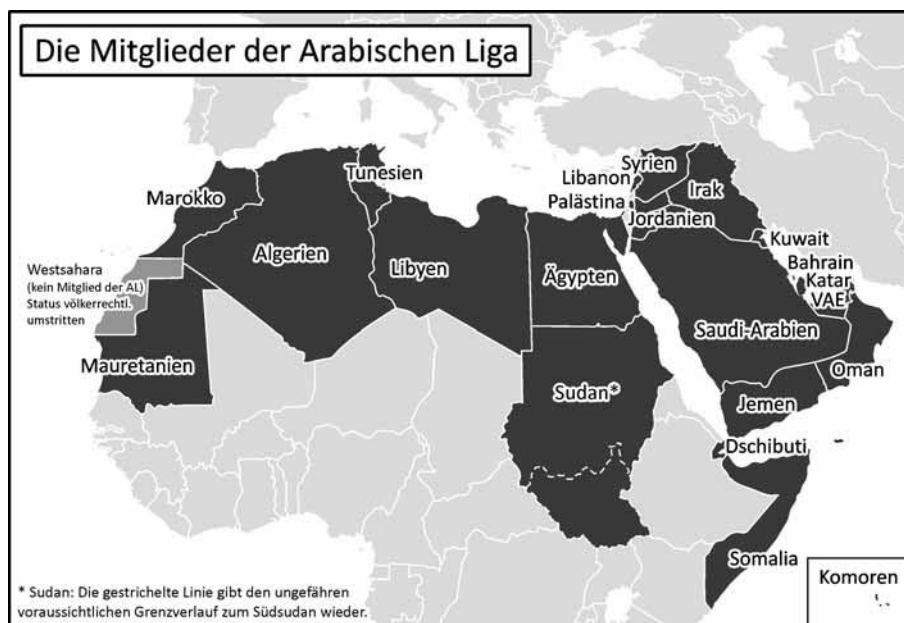 Die Mitglieder der Arabischen Liga
Marokko
Algerien
Tunesien
Libyen
Ägypten
Libanon
Palästina
Syrien
Irak
Jordanien
Kuwait
Bahrain
Katar
VAE
Saudi-Arabien
Oman
Jemen
Westsahara
(kein Mitglied der AL)
Status völkerrechtl.
umstritten
Mauretanien
Sudan*
Dschibuti
Somalia
Komoren
* Sudan: Die gestrichelte Linie gibt den ungefähren
voraussichtlichen Grenzverlauf zum Südsudan wieder.